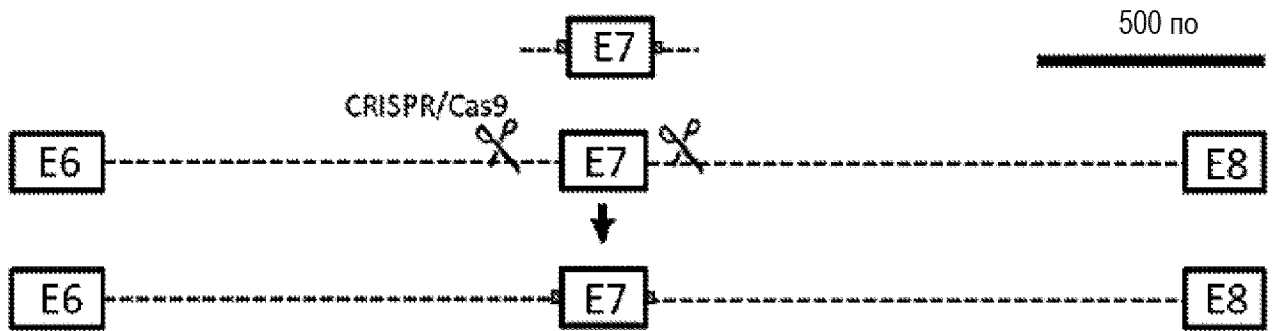 E7
500 по
CRISPR/Cas9
E6 E7 E8
E6 E7 E8